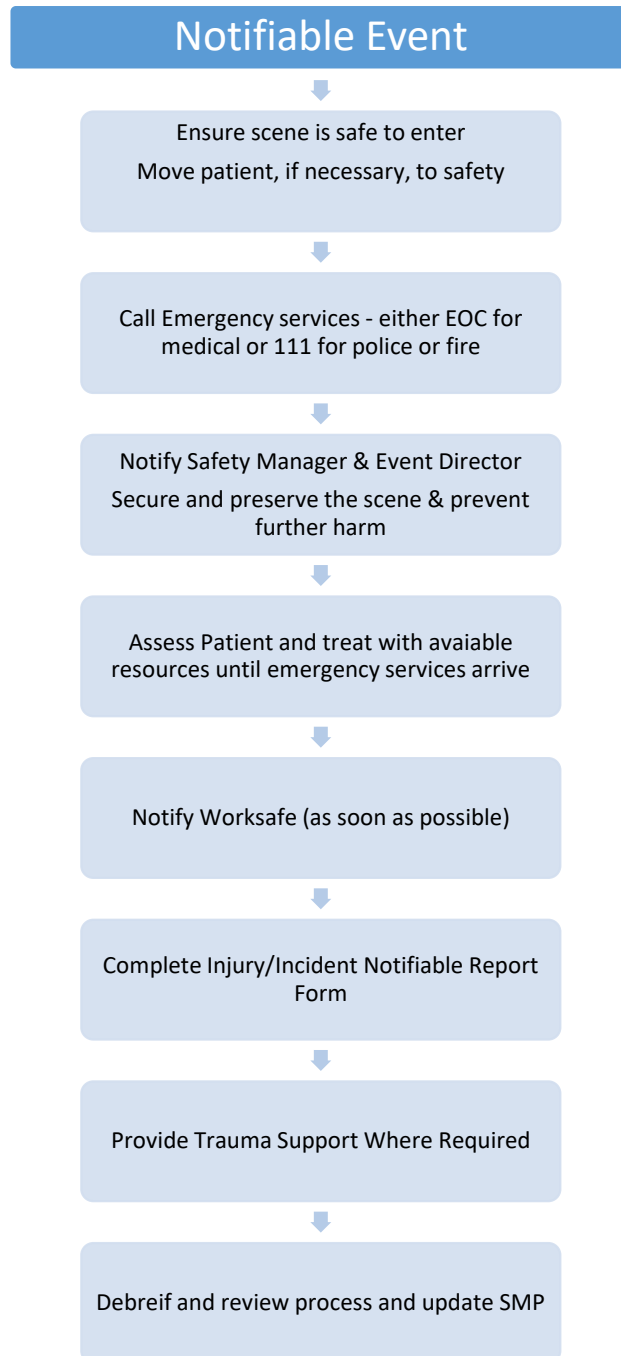 Notifiable Event
Ensure scene is safe to enter
Move patient, if necessary, to safety
Call Emergency services - either EOC for
medical or 111 for police or fire
Notify Safety Manager & Event Director
Secure and preserve the scene & prevent
further harm
Assess Patient and treat with avaiable
resources until emergency services arrive
Notify Worksafe (as soon as possible)
Complete Injury/Incident Notifiable Report
Form
Provide Trauma Support Where Required
Debreif and review process and update SMP